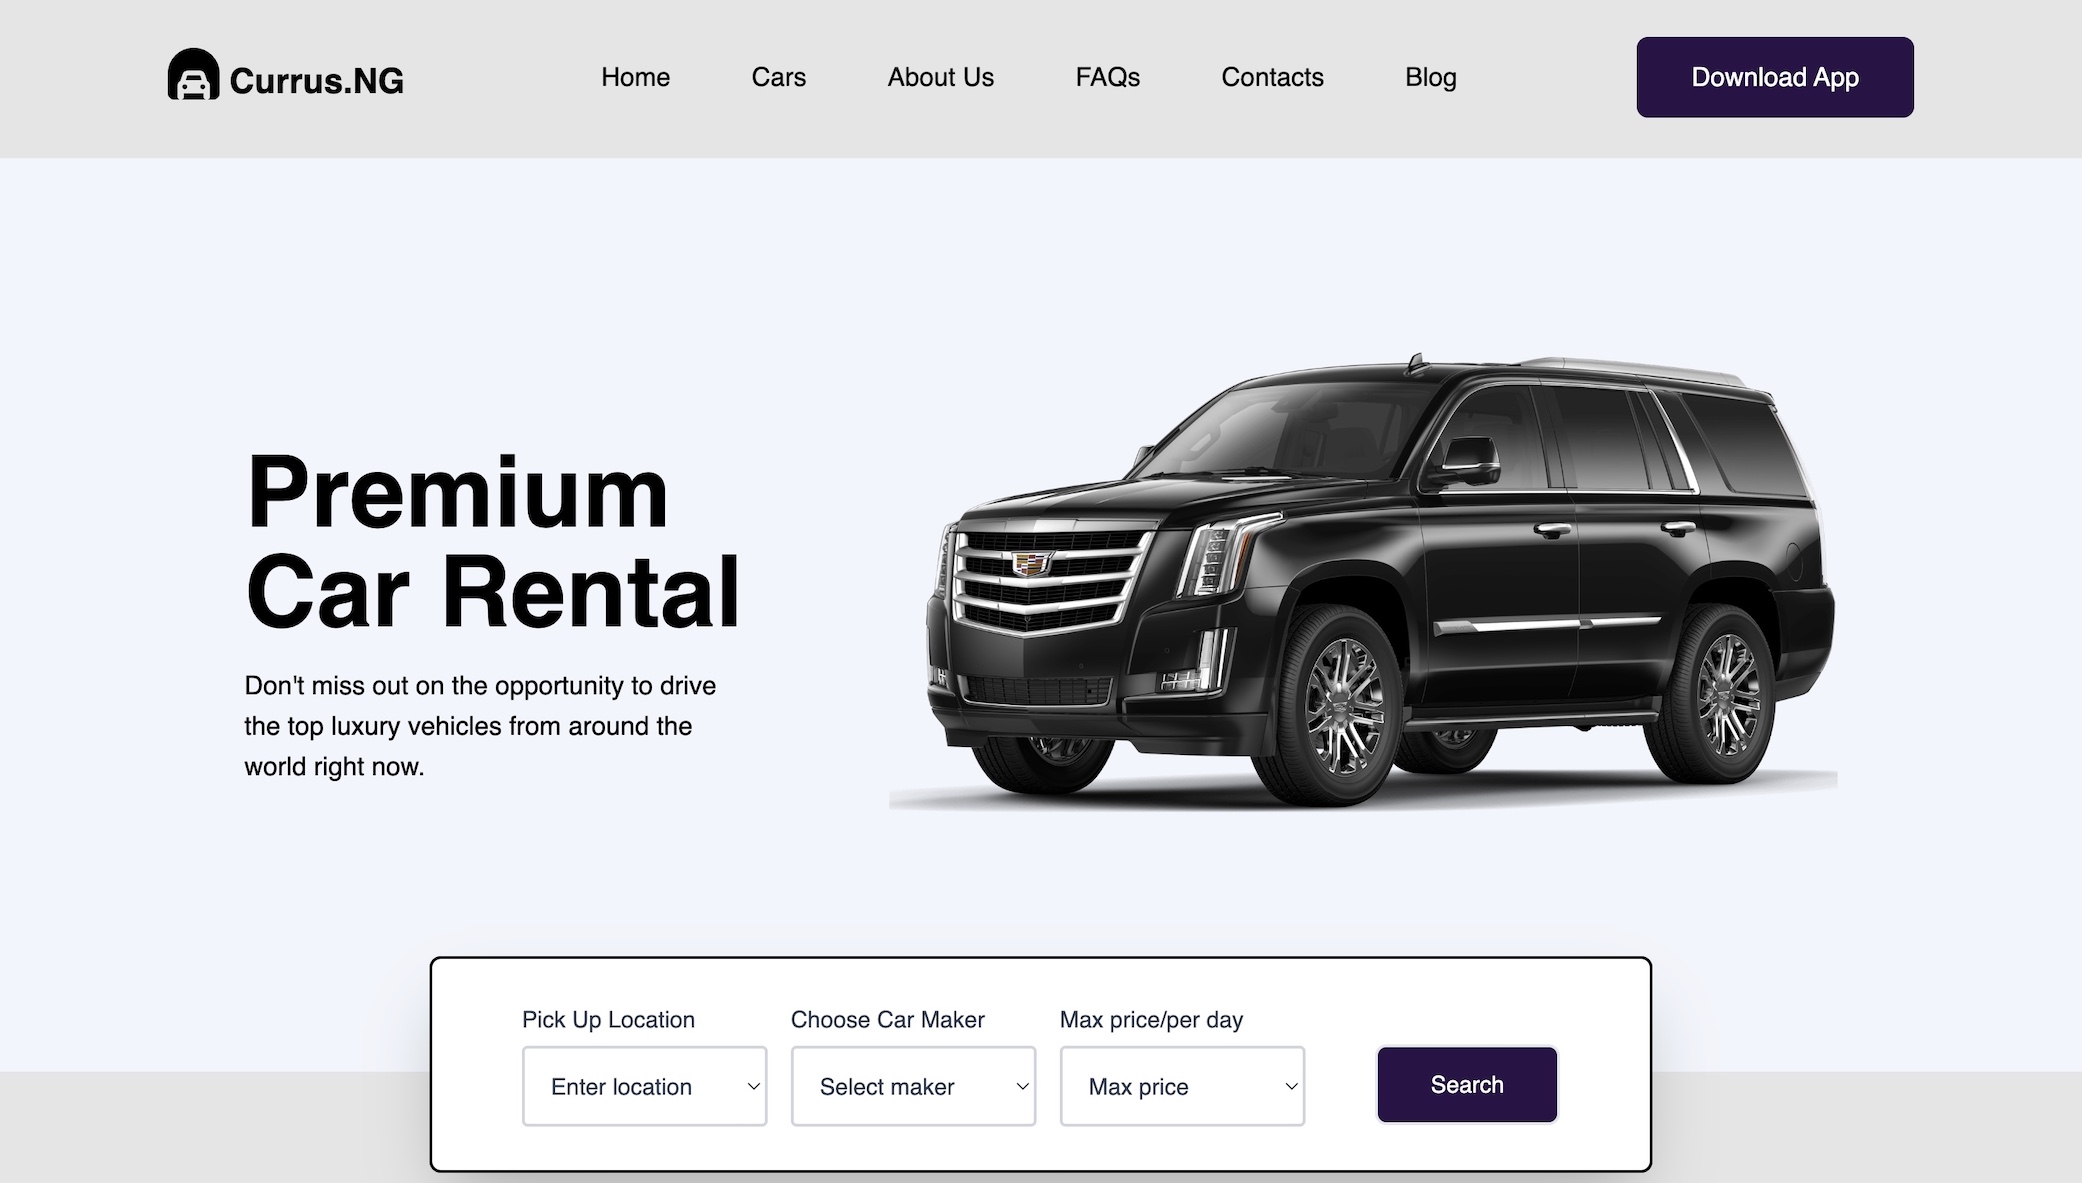 Currus.NG
Home
Cars
About Us
FAQs
Contacts
Blog
Download App
Premium
Car Rental
Don't miss out on the opportunity to drive
the top luxury vehicles from around the
world right now.
Pick Up Location
Choose Car Maker
Max price/per day
Enter location
Select maker
Max price
Search